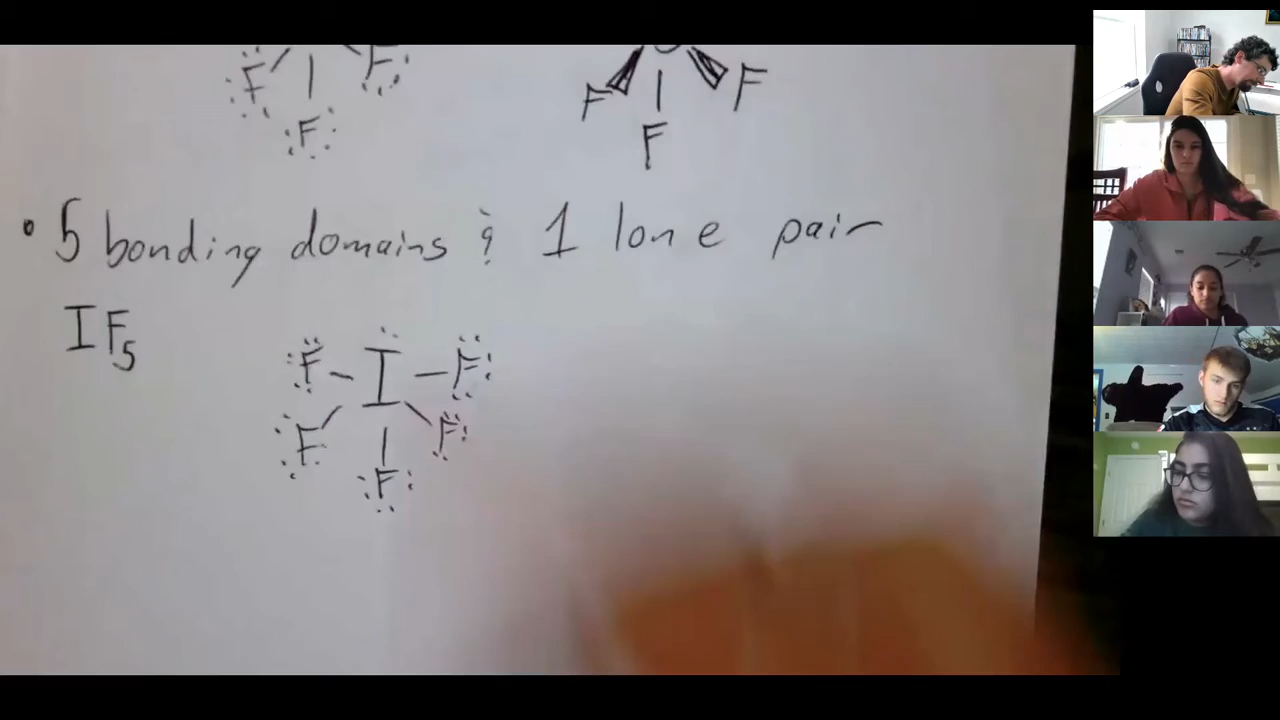 F F
F
F F
F
• 5 bonding domains & 1 lone pair
IF5
F - I - F
F F
F